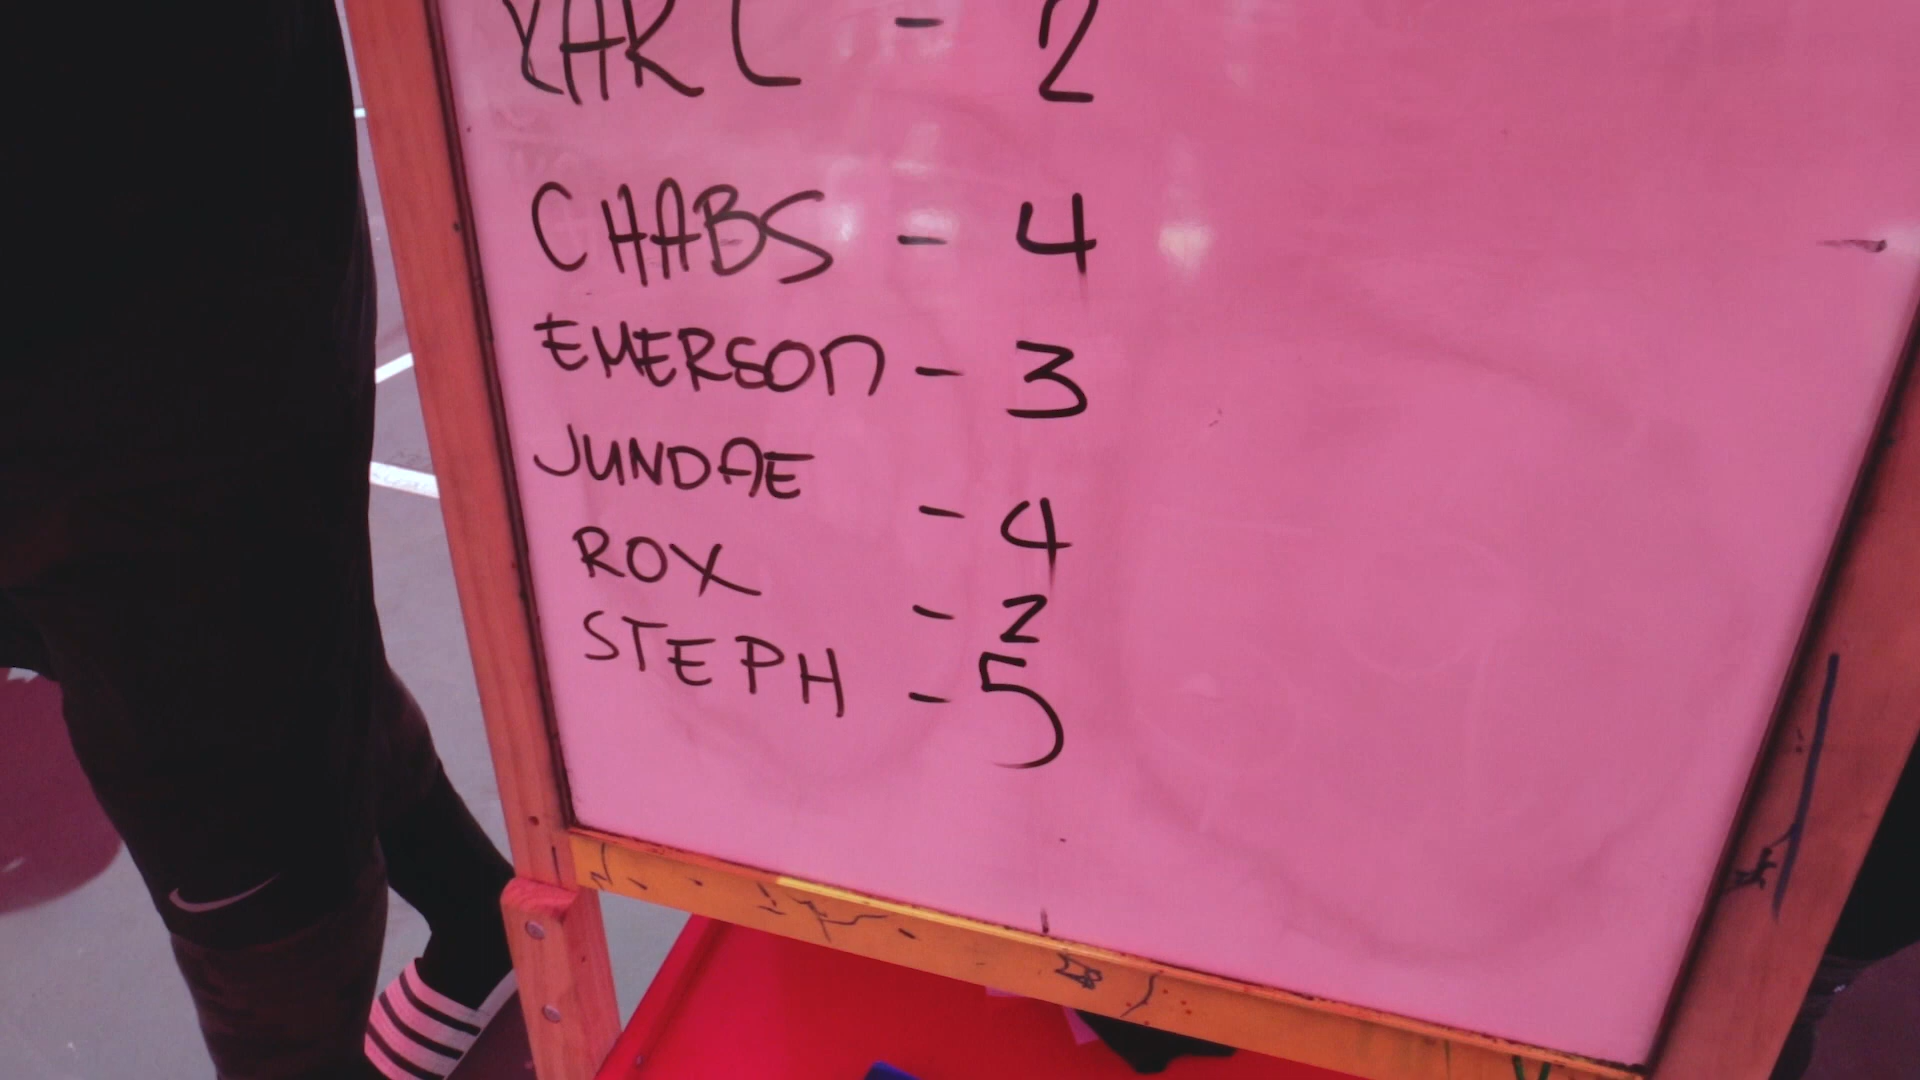 CHABS - 4
EMERSON - 3
JUNDAE - 4
ROX - 2
STEPH - 5